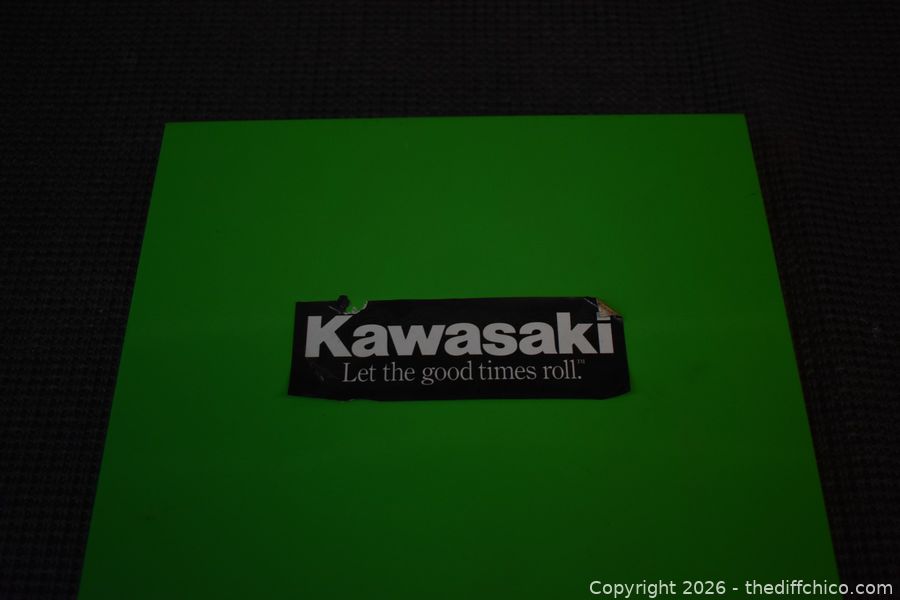 Kawasaki
Let the good times roll.™
Copyright 2026 - thediffchico.com